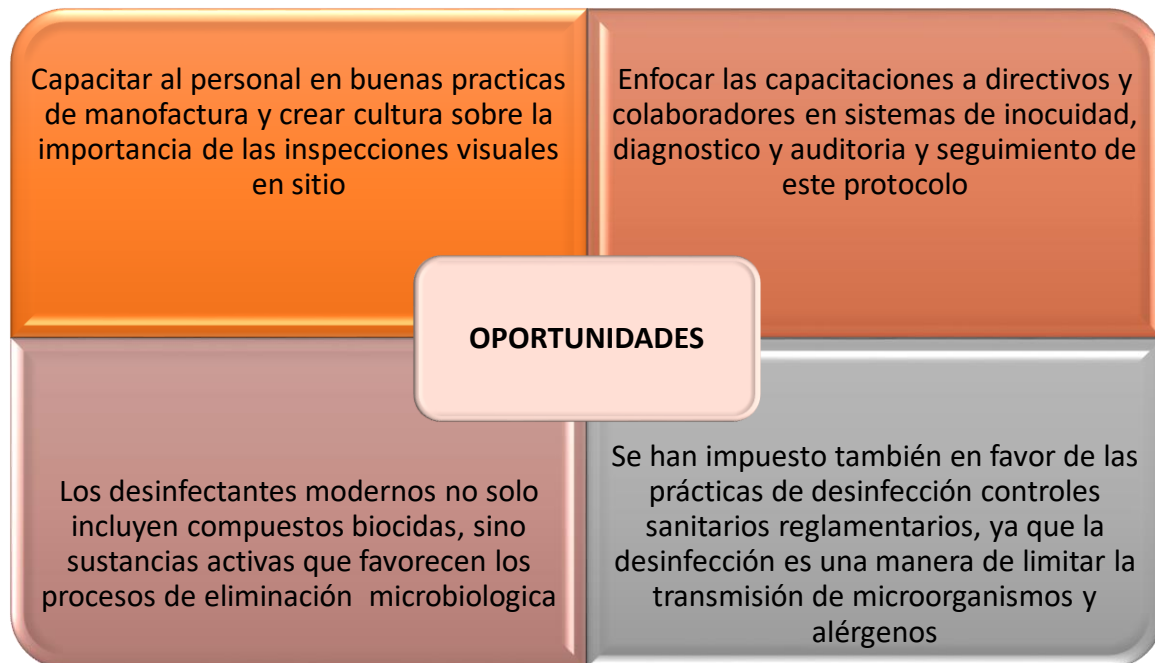 Capacitar al personal en buenas practicas
de manofactura y crear cultura sobre la
importancia de las inspecciones visuales
en sitio
Enfocar las capacitaciones a directivos y
colaboradores en sistemas de inocuidad,
diagnostico y auditoria y seguimiento de
este protocolo
OPORTUNIDADES
Los desinfectantes modernos no solo
incluyen compuestos biocidas, sino
sustancias activas que favorecen los
procesos de eliminación  microbiologica
Se han impuesto también en favor de las
prácticas de desinfección controles
sanitarios reglamentarios, ya que la
desinfección es una manera de limitar la
transmisión de microorganismos y
alérgenos